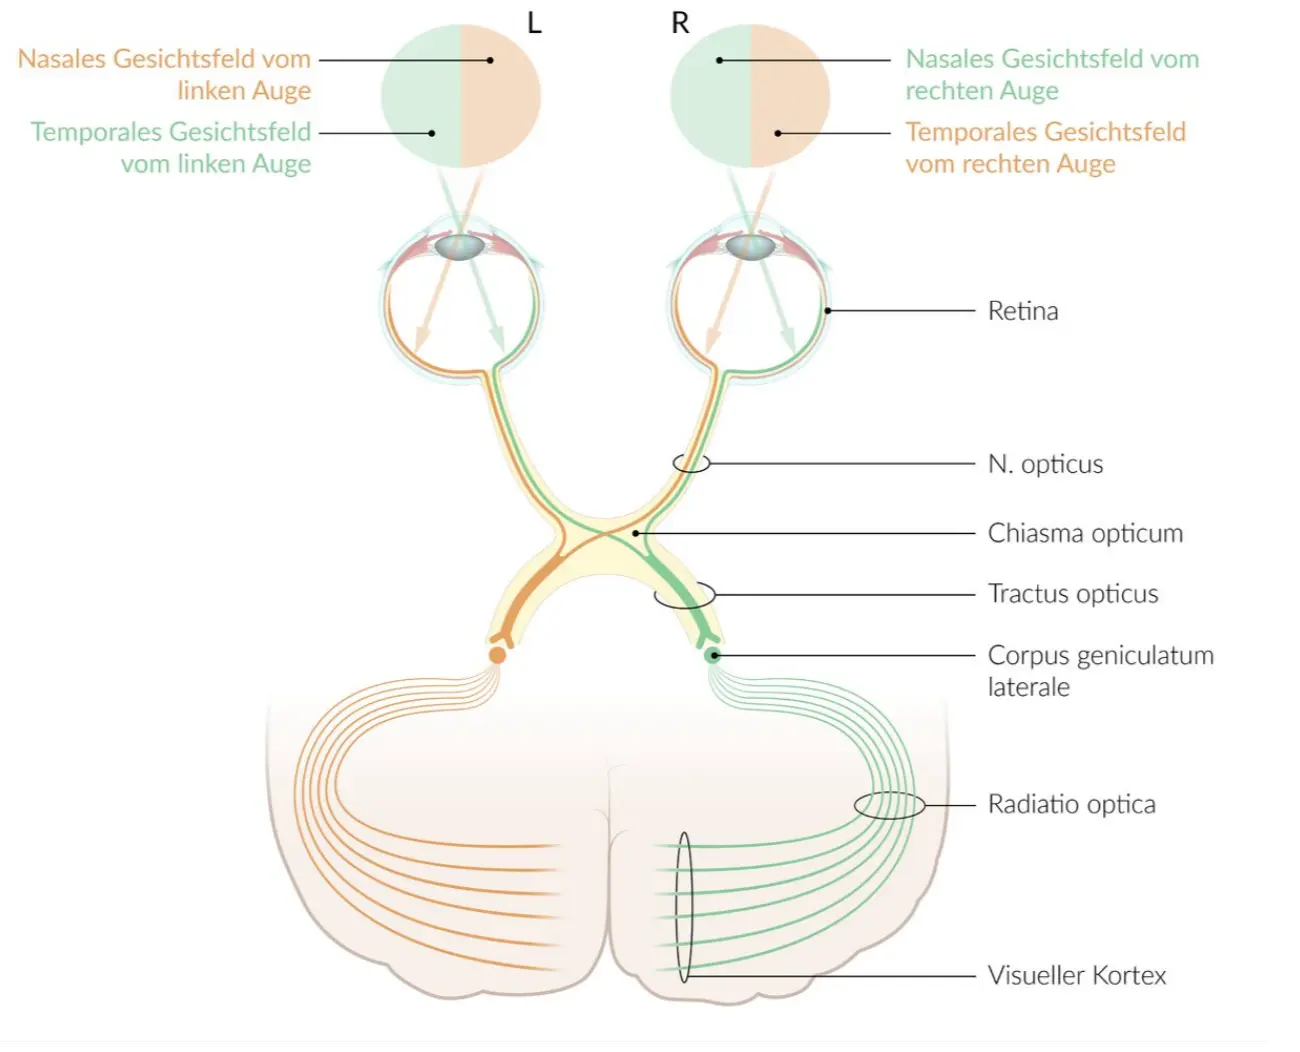 L
R
Nasales Gesichtsfeld vom
linken Auge
Temporales Gesichtsfeld
vom linken Auge
Nasales Gesichtsfeld vom
rechten Auge
Temporales Gesichtsfeld
vom rechten Auge
Retina
N. opticus
Chiasma opticum
Tractus opticus
Corpus geniculatum
laterale
Radiatio optica
Visueller Kortex